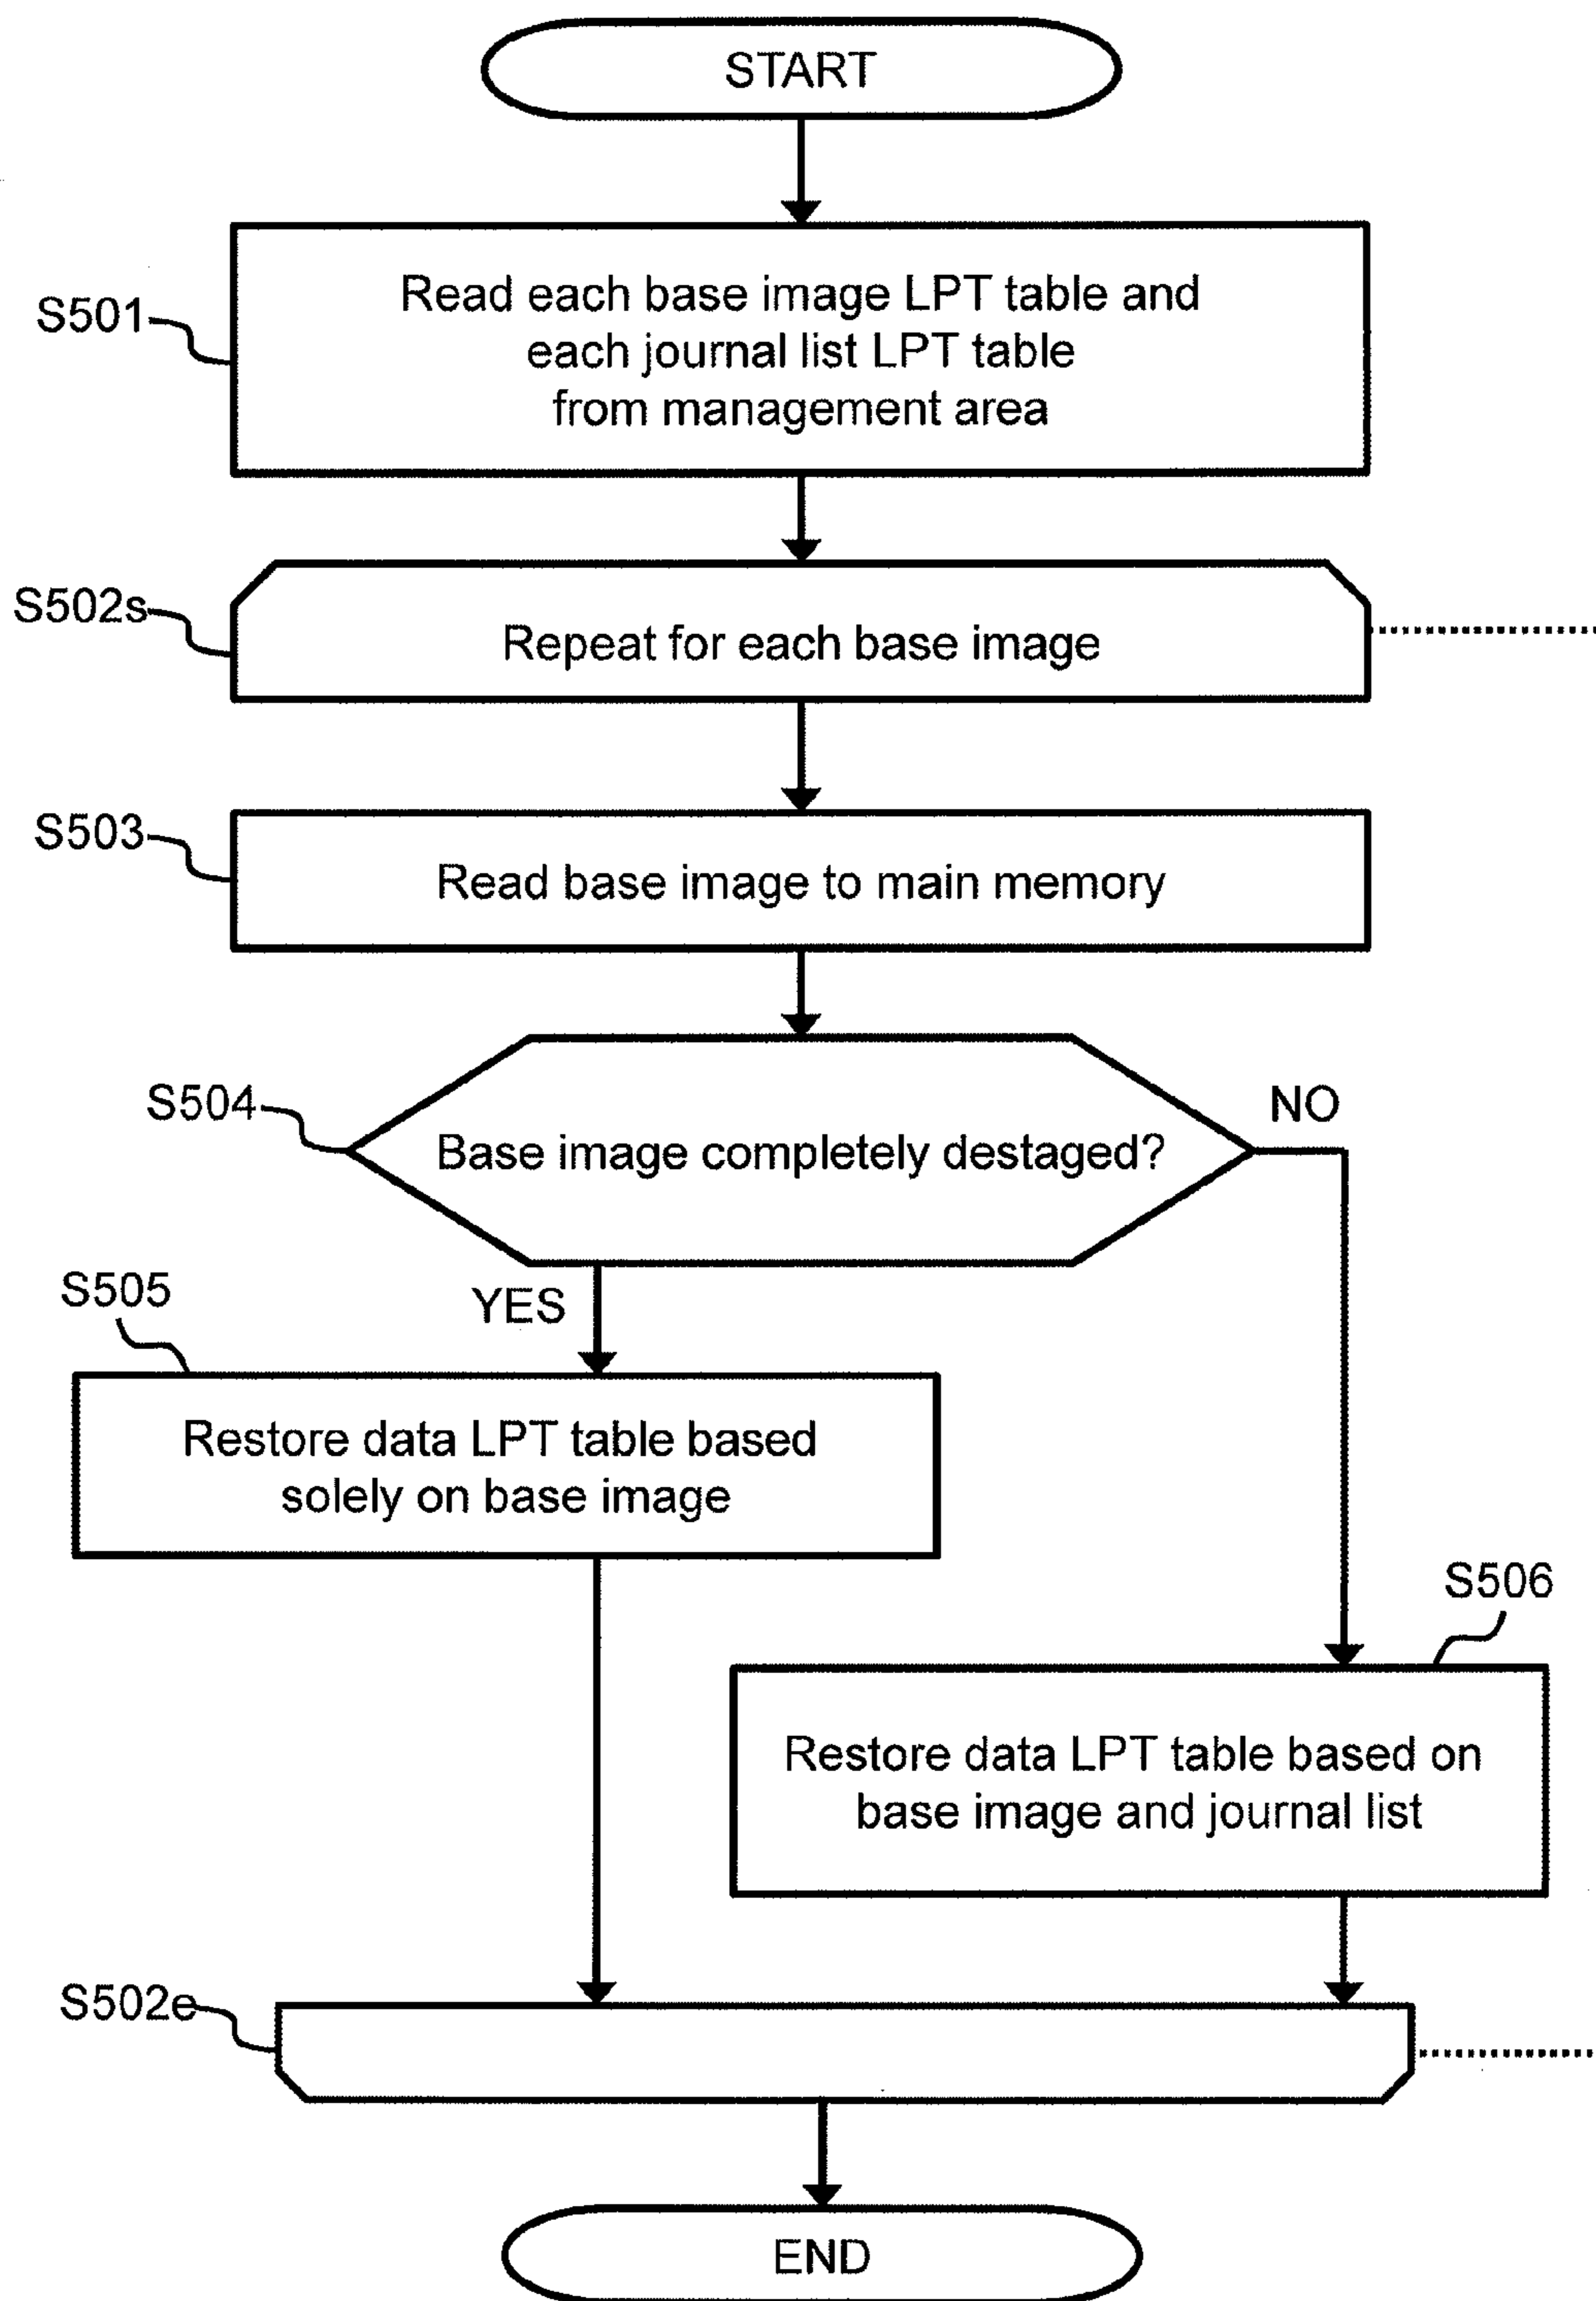 START
S501
Read each base image LPT table and
each journal list LPT table
from management area
S502s
Repeat for each base image
S503
Read base image to main memory
S504
Base image completely destaged?
NO
YES
S505
Restore data LPT table based
solely on base image
S506
Restore data LPT table based on
base image and journal list
S502e
END